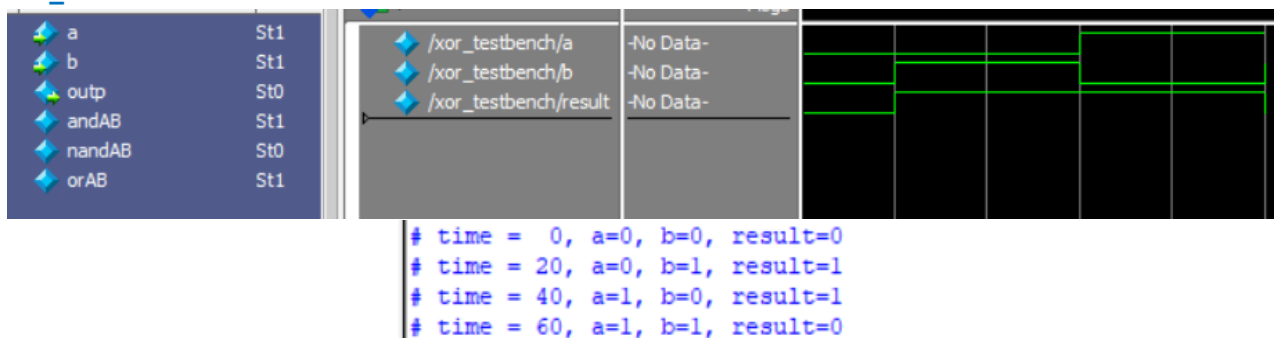 a St1
b St1
outp St0
andAB St1
nandAB St0
orAB St1
/xor_testbench/a -No Data-
/xor_testbench/b -No Data-
/xor_testbench/result -No Data-
# time =  0, a=0, b=0, result=0
# time = 20, a=0, b=1, result=1
# time = 40, a=1, b=0, result=1
# time = 60, a=1, b=1, result=0